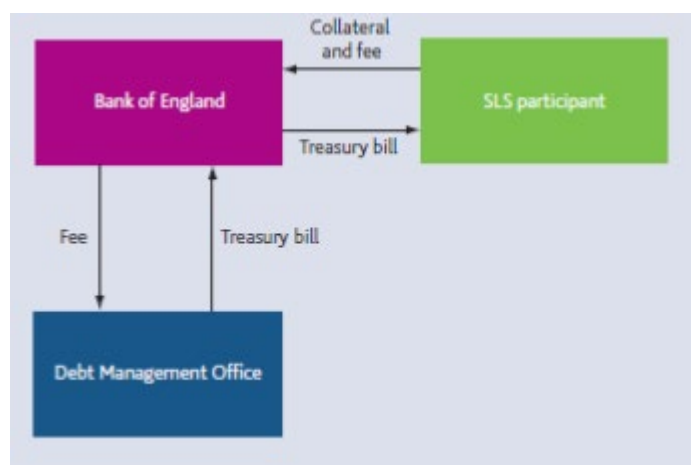 Collateral
and fee
Bank of England
SLS participant
Treasury bill
Fee
Treasury bill
Debt Management Office